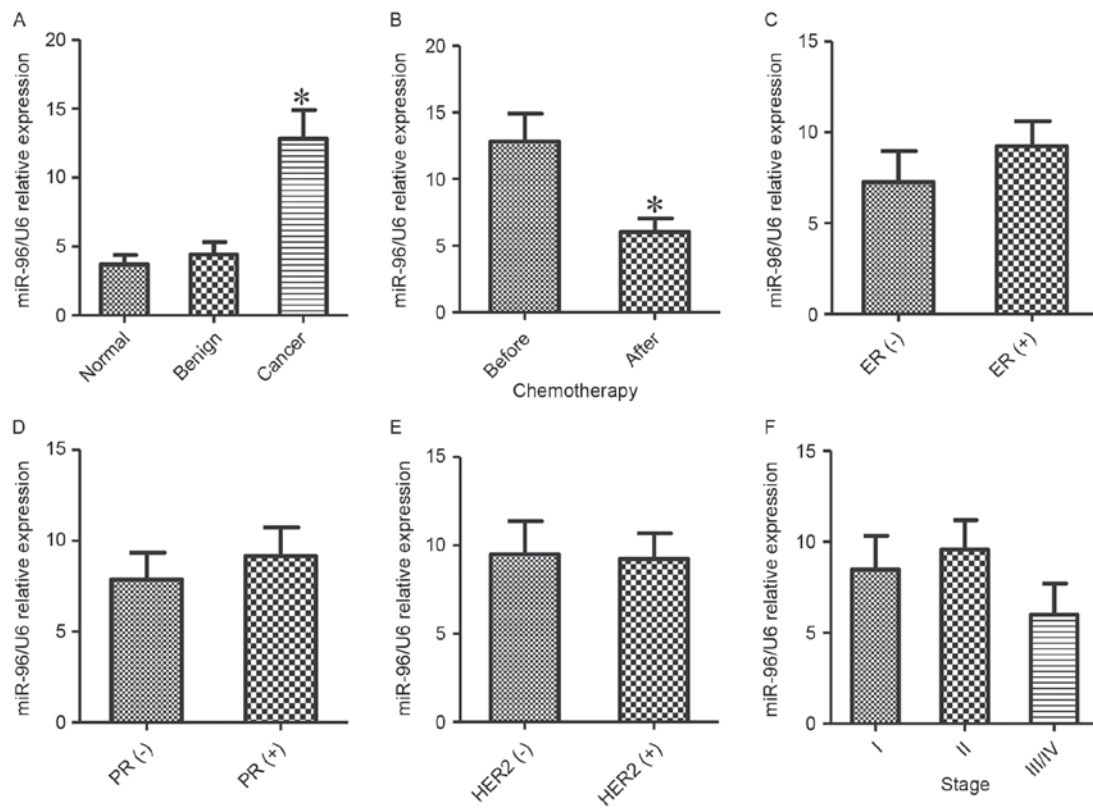 A
miR-96/U6 relative expression
20
15
10
5
0
*
Normal
Benign
Cancer
B
miR-96/U6 relative expression
20
15
10
5
0
*
Before
After
Chemotherapy
C
miR-96/U6 relative expression
15
10
5
0
ER (-)
ER (+)
D
miR-96/U6 relative expression
15
10
5
0
PR (-)
PR (+)
E
miR-96/U6 relative expression
15
10
5
0
HER2 (-)
HER2 (+)
F
miR-96/U6 relative expression
15
10
5
0
I
II
III/IV
Stage